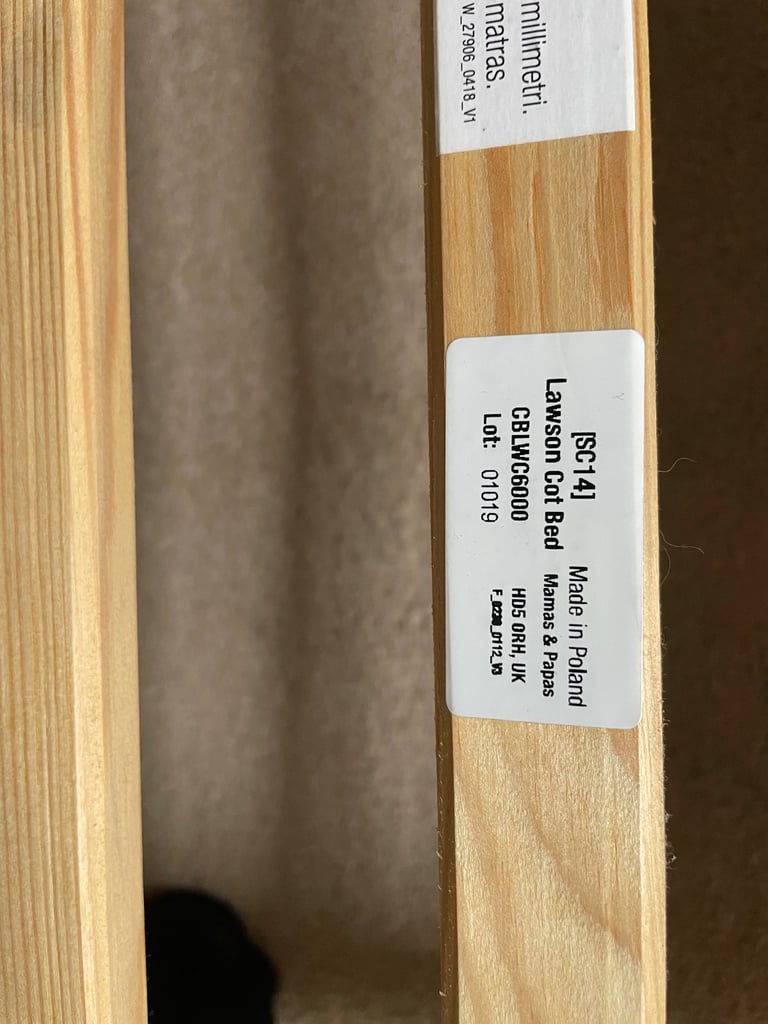 millimetri.
matras.
W_27906_0418_V1
[SC14]
Lawson Cot Bed
CBLWC6000
Lot: 01019
Made in Poland
Mamas & Papas
HD5 0RH, UK